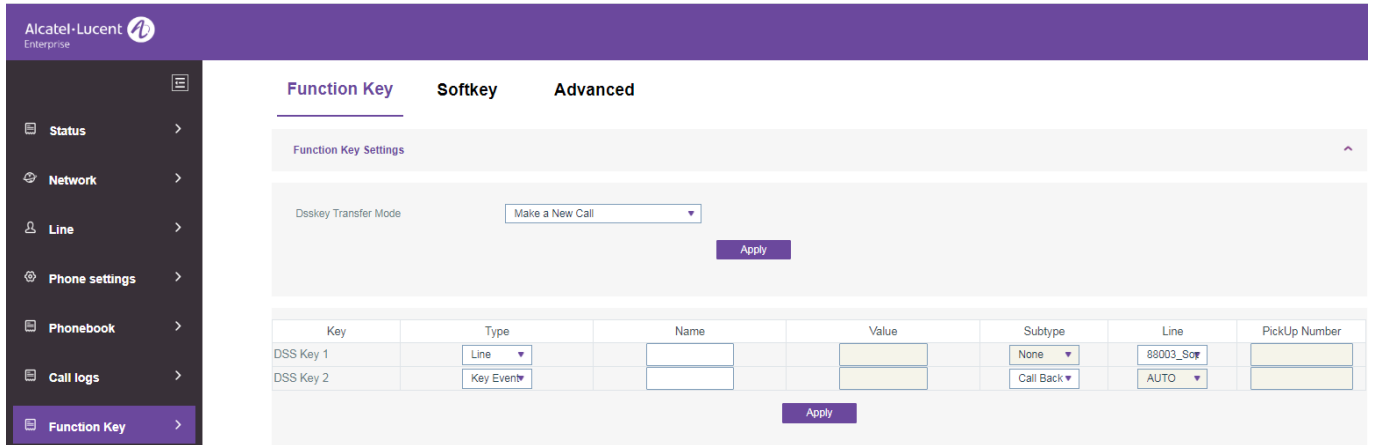 Alcatel·Lucent
Enterprise
Function Key Softkey Advanced
Status
Function Key Settings
Network
Dsskey Transfer Mode Make a New Call
Line
Apply
Phone settings
Phonebook
Key Type Name Value Subtype Line PickUp Number
DSS Key 1 Line None 88003_Sop
DSS Key 2 Key Event Call Back AUTO
Call logs
Apply
Function Key